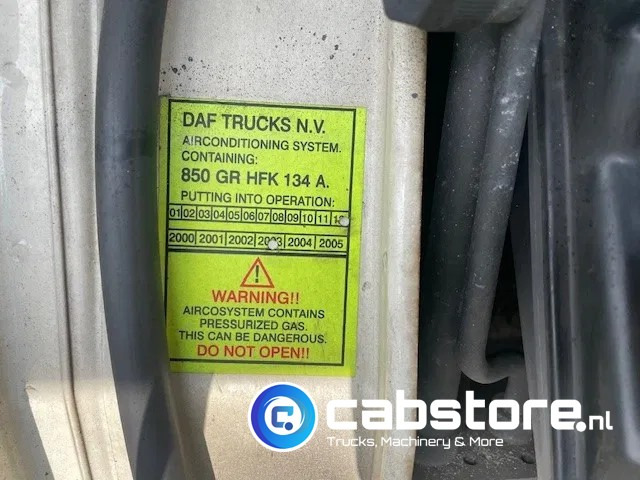 DAF TRUCKS N.V.
AIRCONDITIONING SYSTEM.
CONTAINING:
850 GR HFK 134 A.
PUTTING INTO OPERATION:
01 02 03 04 05 06 07 08 09 10 11
2000 2001 2002 2003 2004 2005
WARNING!!
AIRCOSYSTEM CONTAINS
PRESSURIZED GAS.
THIS CAN BE DANGEROUS.
DO NOT OPEN!!
cabstore.nl
Trucks, Machinery & More